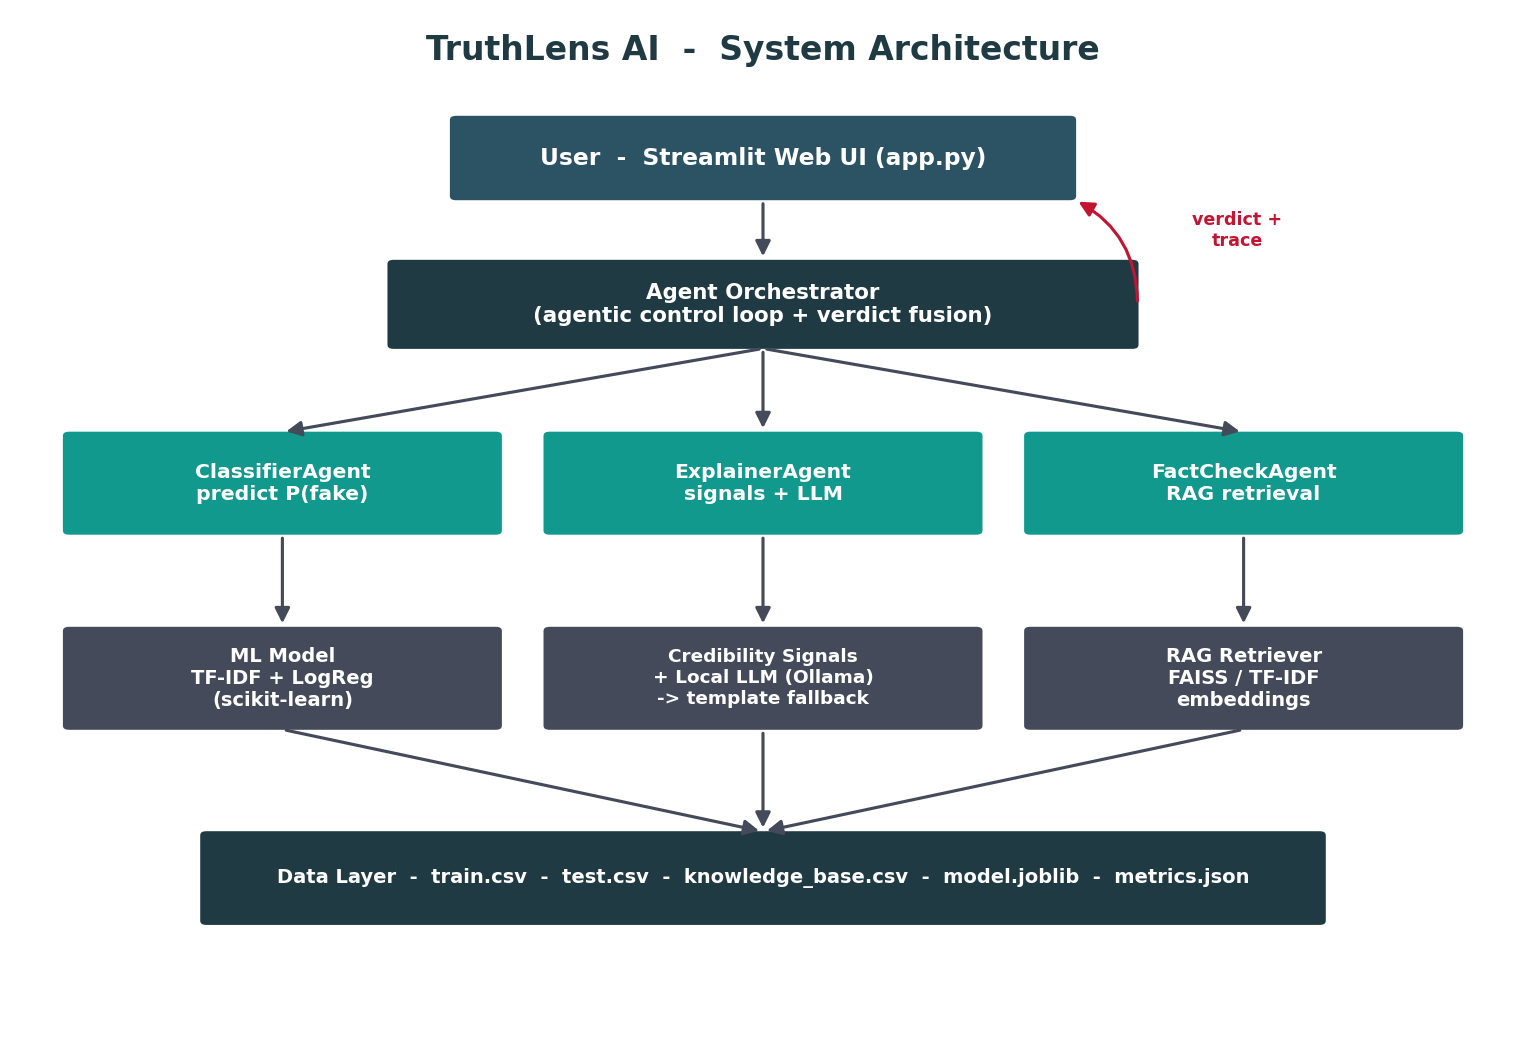 TruthLens AI - System Architecture
User - Streamlit Web UI (app.py)
verdict +
trace
Agent Orchestrator
(agentic control loop + verdict fusion)
ClassifierAgent
predict P(fake)
ExplainerAgent
signals + LLM
FactCheckAgent
RAG retrieval
ML Model
TF-IDF + LogReg
(scikit-learn)
Credibility Signals
+ Local LLM (Ollama)
-> template fallback
RAG Retriever
FAISS / TF-IDF
embeddings
Data Layer - train.csv - test.csv - knowledge_base.csv - model.joblib - metrics.json